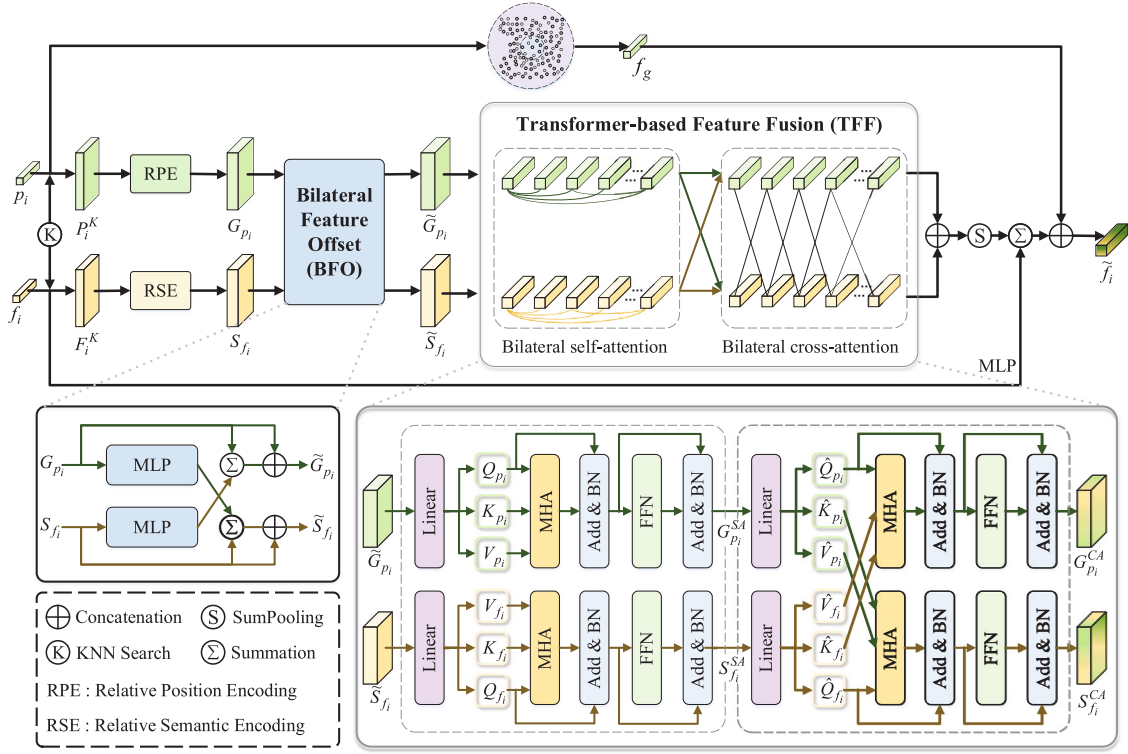 f_g
Transformer-based Feature Fusion (TFF)
p_i
P_i^K
RPE
G_{p_i}
Bilateral
Feature
Offset
(BFO)
G̃_{p_i}
K
S
Σ
f̃_i
f_i
F_i^K
RSE
S_{f_i}
S̃_{f_i}
Bilateral self-attention
Bilateral cross-attention
MLP
G_{p_i}
MLP
Σ
G̃_{p_i}
S_{f_i}
MLP
Σ
S̃_{f_i}
Concatenation
S SumPooling
K KNN Search
Σ Summation
RPE : Relative Position Encoding
RSE : Relative Semantic Encoding
G̃_{p_i}
Linear
Q_{p_i}
K_{p_i}
V_{p_i}
MHA
Add & BN
FFN
Add & BN
G_{p_i}^{SA}
Linear
Q̂_{p_i}
K̂_{p_i}
V̂_{p_i}
MHA
Add & BN
FFN
Add & BN
G_{p_i}^{CA}
S̃_{f_i}
Linear
V_{f_i}
K_{f_i}
Q_{f_i}
MHA
Add & BN
FFN
Add & BN
S_{f_i}^{SA}
Linear
V̂_{f_i}
K̂_{f_i}
Q̂_{f_i}
MHA
Add & BN
FFN
Add & BN
S_{f_i}^{CA}